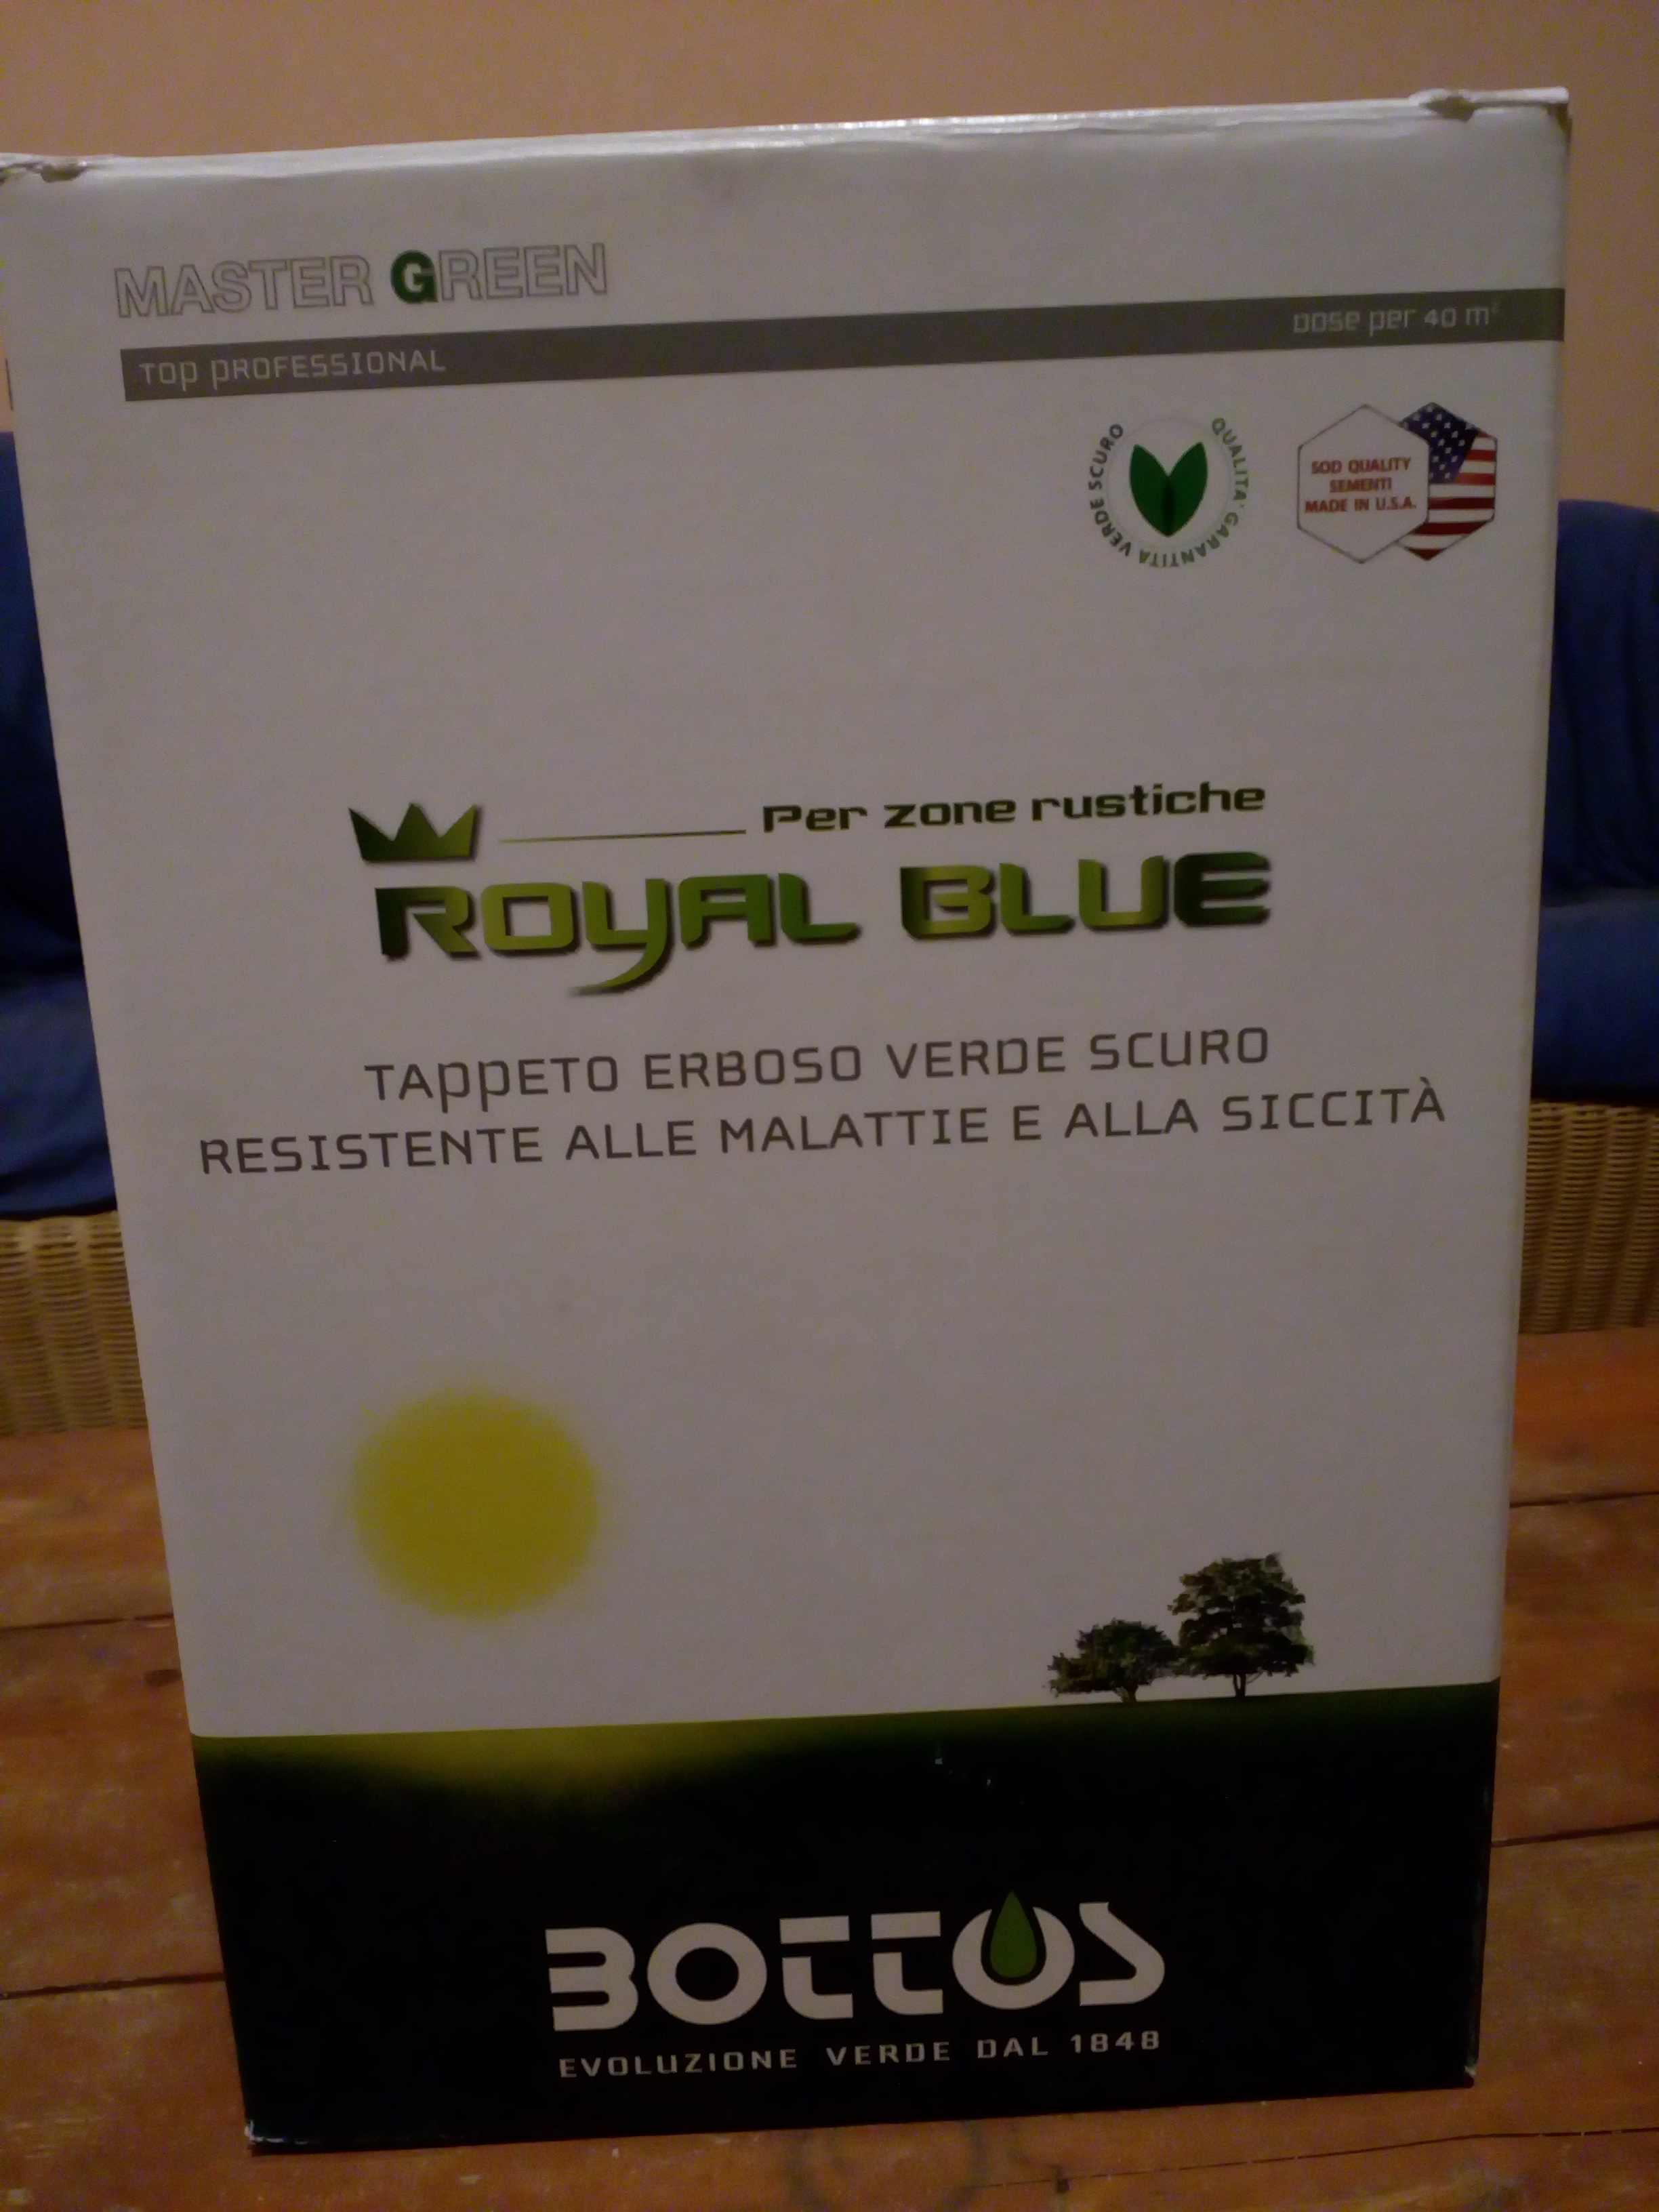 MASTER GREEN
TOP PROFESSIONAL
DOSE per 40 m²
QUALITA' GARANTITA VERDE SCURO
SOD QUALITY
SEMENTI
MADE IN U.S.A.
Per zone rustiche
ROYAL BLUE
TAPPETO ERBOSO VERDE SCURO
RESISTENTE ALLE MALATTIE E ALLA SICCITÀ
BOTTOS
EVOLUZIONE VERDE DAL 1848